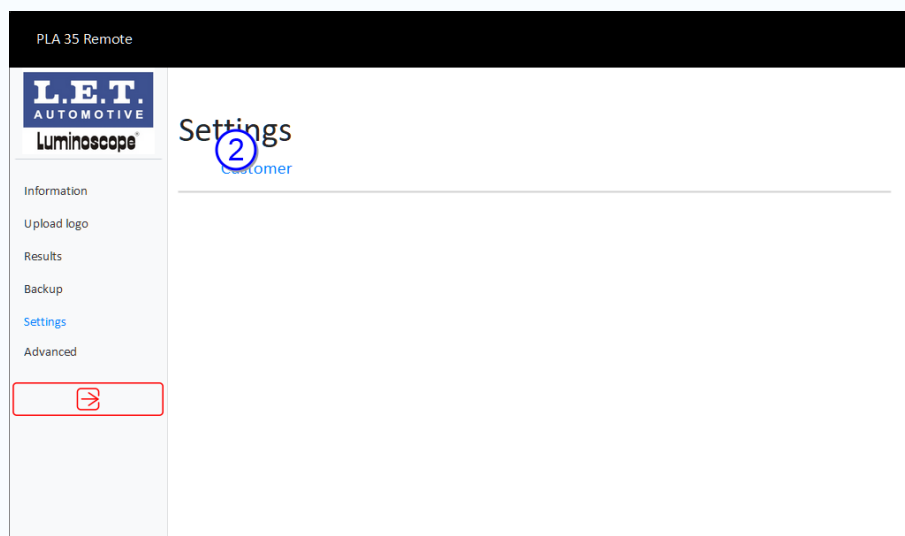 PLA 35 Remote
L.E.T.
AUTOMOTIVE
Luminoscope®
Settings
2
Customer
Information
Upload logo
Results
Backup
Settings
Advanced